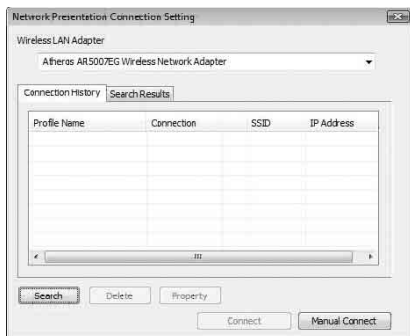 Network Presentation Connection Setting
Wireless LAN Adapter
Atheros AR5007EG Wireless Network Adapter
Connection History Search Results
Profile Name Connection SSID IP Address
Search Delete Property
Connect Manual Connect